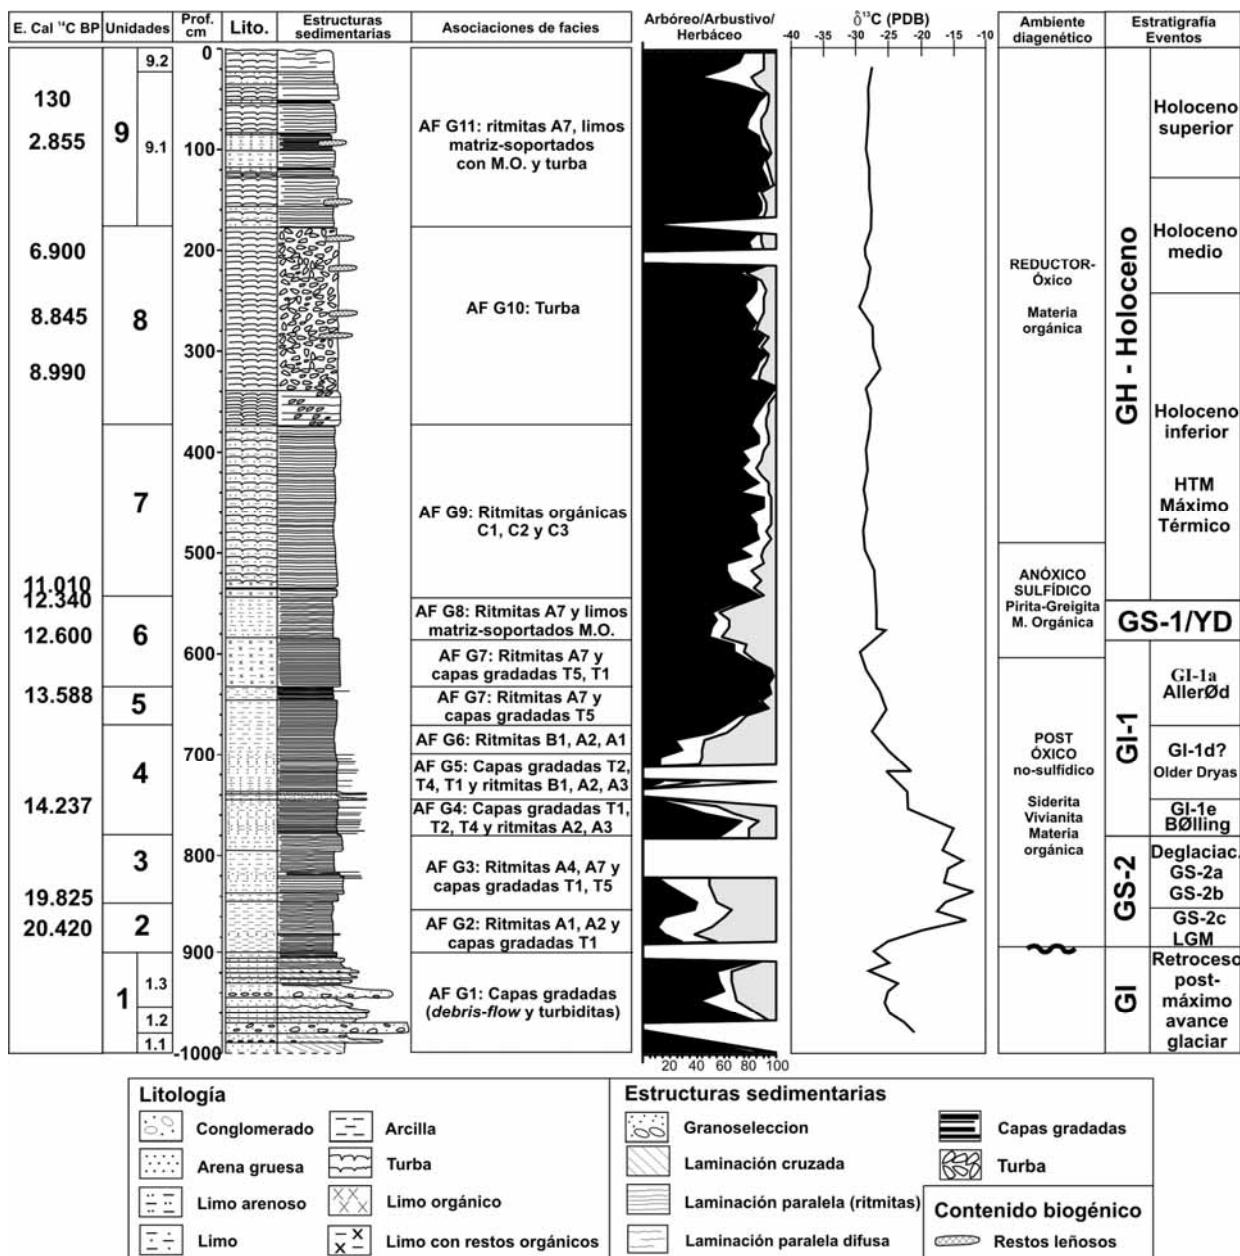 E. Cal ¹⁴C BP
Unidades
Prof.
cm
Lito.
Estructuras
sedimentarias
Asociaciones de facies
Arbóreo/Arbustivo/
Herbáceo
δ¹³C (PDB)
-40 -35 -30 -25 -20 -15 -10
Ambiente
diagenético
Estratigrafía
Eventos
130
2.855
6.900
8.845
8.990
11.010
12.340
12.600
13.588
14.237
19.825
20.420
9
9.2
9.1
8
7
6
5
4
3
2
1
1.3
1.2
1.1
0
100
200
300
400
500
600
700
800
900
-1000
AF G11: ritmitas A7, limos
matriz-soportados
con M.O. y turba
AF G10: Turba
AF G9: Ritmitas orgánicas
C1, C2 y C3
AF G8: Ritmitas A7 y limos
matriz-soportados M.O.
AF G7: Ritmitas A7 y
capas gradadas T5, T1
AF G7: Ritmitas A7 y
capas gradadas T5
AF G6: Ritmitas B1, A2, A1
AF G5: Capas gradadas T2,
T4, T1 y ritmitas B1, A2, A3
AF G4: Capas gradadas T1,
T2, T4 y ritmitas A2, A3
AF G3: Ritmitas A4, A7 y
capas gradadas T1, T5
AF G2: Ritmitas A1, A2 y
capas gradadas T1
AF G1: Capas gradadas
(debris-flow y turbiditas)
20 40 60 80 100
REDUCTOR-
Óxico
Materia
orgánica
ANÓXICO
SULFÍDICO
Pirita-Greigita
M. Orgánica
POST
ÓXICO
no-sulfídico
Siderita
Vivianita
Materia
orgánica
GH - Holoceno
GS-1/YD
GI-1
GS-2
GI
Holoceno
superior
Holoceno
medio
Holoceno
inferior
HTM
Máximo
Térmico
GI-1a
AllerØd
GI-1d?
Older Dryas
GI-1e
BØlling
Deglaciac.
GS-2a
GS-2b
GS-2c
LGM
Retroceso
post-
máximo
avance
glaciar
Litología
Conglomerado
Arena gruesa
Limo arenoso
Limo
Arcilla
Turba
Limo orgánico
Limo con restos orgánicos
Estructuras sedimentarias
Granoseleccion
Laminación cruzada
Laminación paralela (ritmitas)
Laminación paralela difusa
Capas gradadas
Turba
Contenido biogénico
Restos leñosos